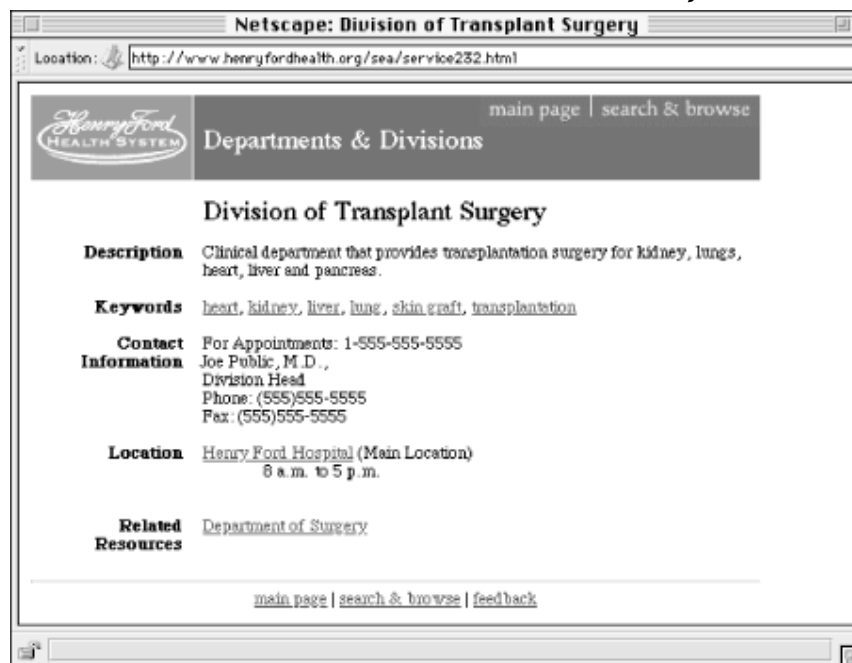 Netscape: Division of Transplant Surgery
Location: http://www.henryfordhealth.org/sea/service232.html
Henry Ford
HEALTH SYSTEM
main page | search & browse
Departments & Divisions
Division of Transplant Surgery
Description Clinical department that provides transplantation surgery for kidney, lungs,
heart, liver and pancreas.
Keywords heart, kidney, liver, lung, skin graft, transplantation
Contact For Appointments: 1-555-555-5555
Information Joe Public, M.D.,
Division Head
Phone: (555)555-5555
Fax: (555)555-5555
Location Henry Ford Hospital (Main Location)
8 a.m. to 5 p.m.
Related Department of Surgery
Resources
main page | search & browse | feedback